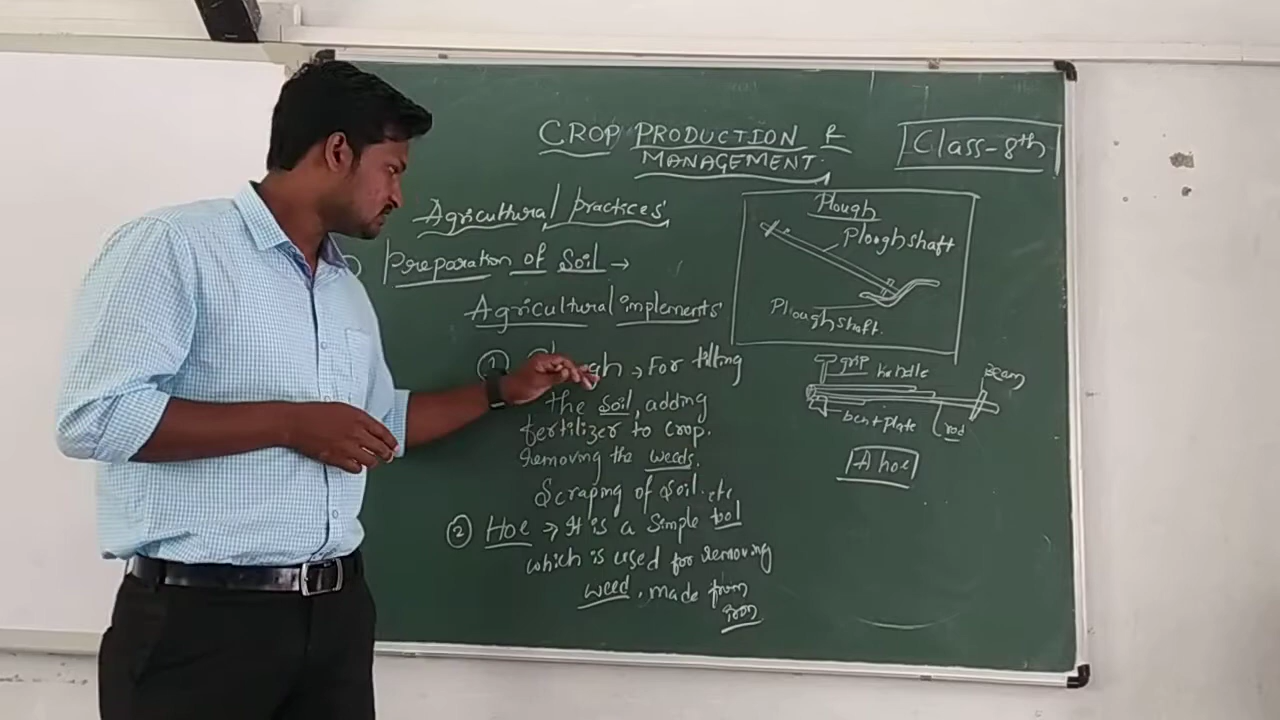 CROP PRODUCTION &
MANAGEMENT.
Class-8th
Agricultural practices
Preparation of Soil →
Agricultural implements
① → For tilling
the soil, adding
fertilizer to crop.
removing the weeds.
Scraping of soil. etc
② Hoe → It is a simple tool
which is used for removing
weed, made from
iron
Plough
Ploughshaft
Ploughshaft.
grip
handle
Beam
bent plate
rod
A hoe